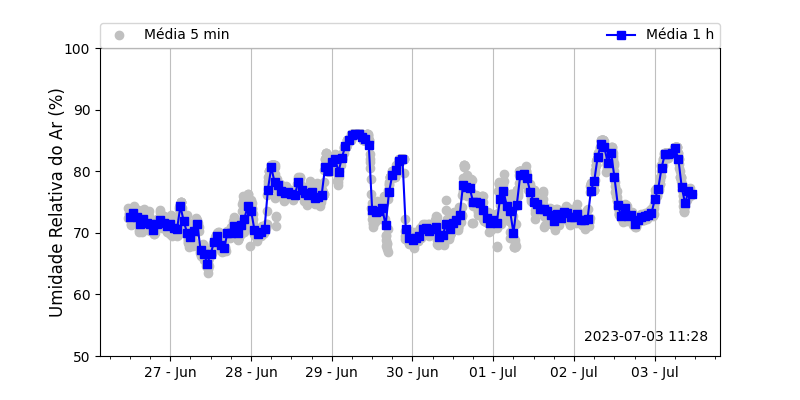 Média 5 min
Média 1 h
Umidade Relativa do Ar (%)
100
90
80
70
60
50
2023-07-03 11:28
27 - Jun
28 - Jun
29 - Jun
30 - Jun
01 - Jul
02 - Jul
03 - Jul